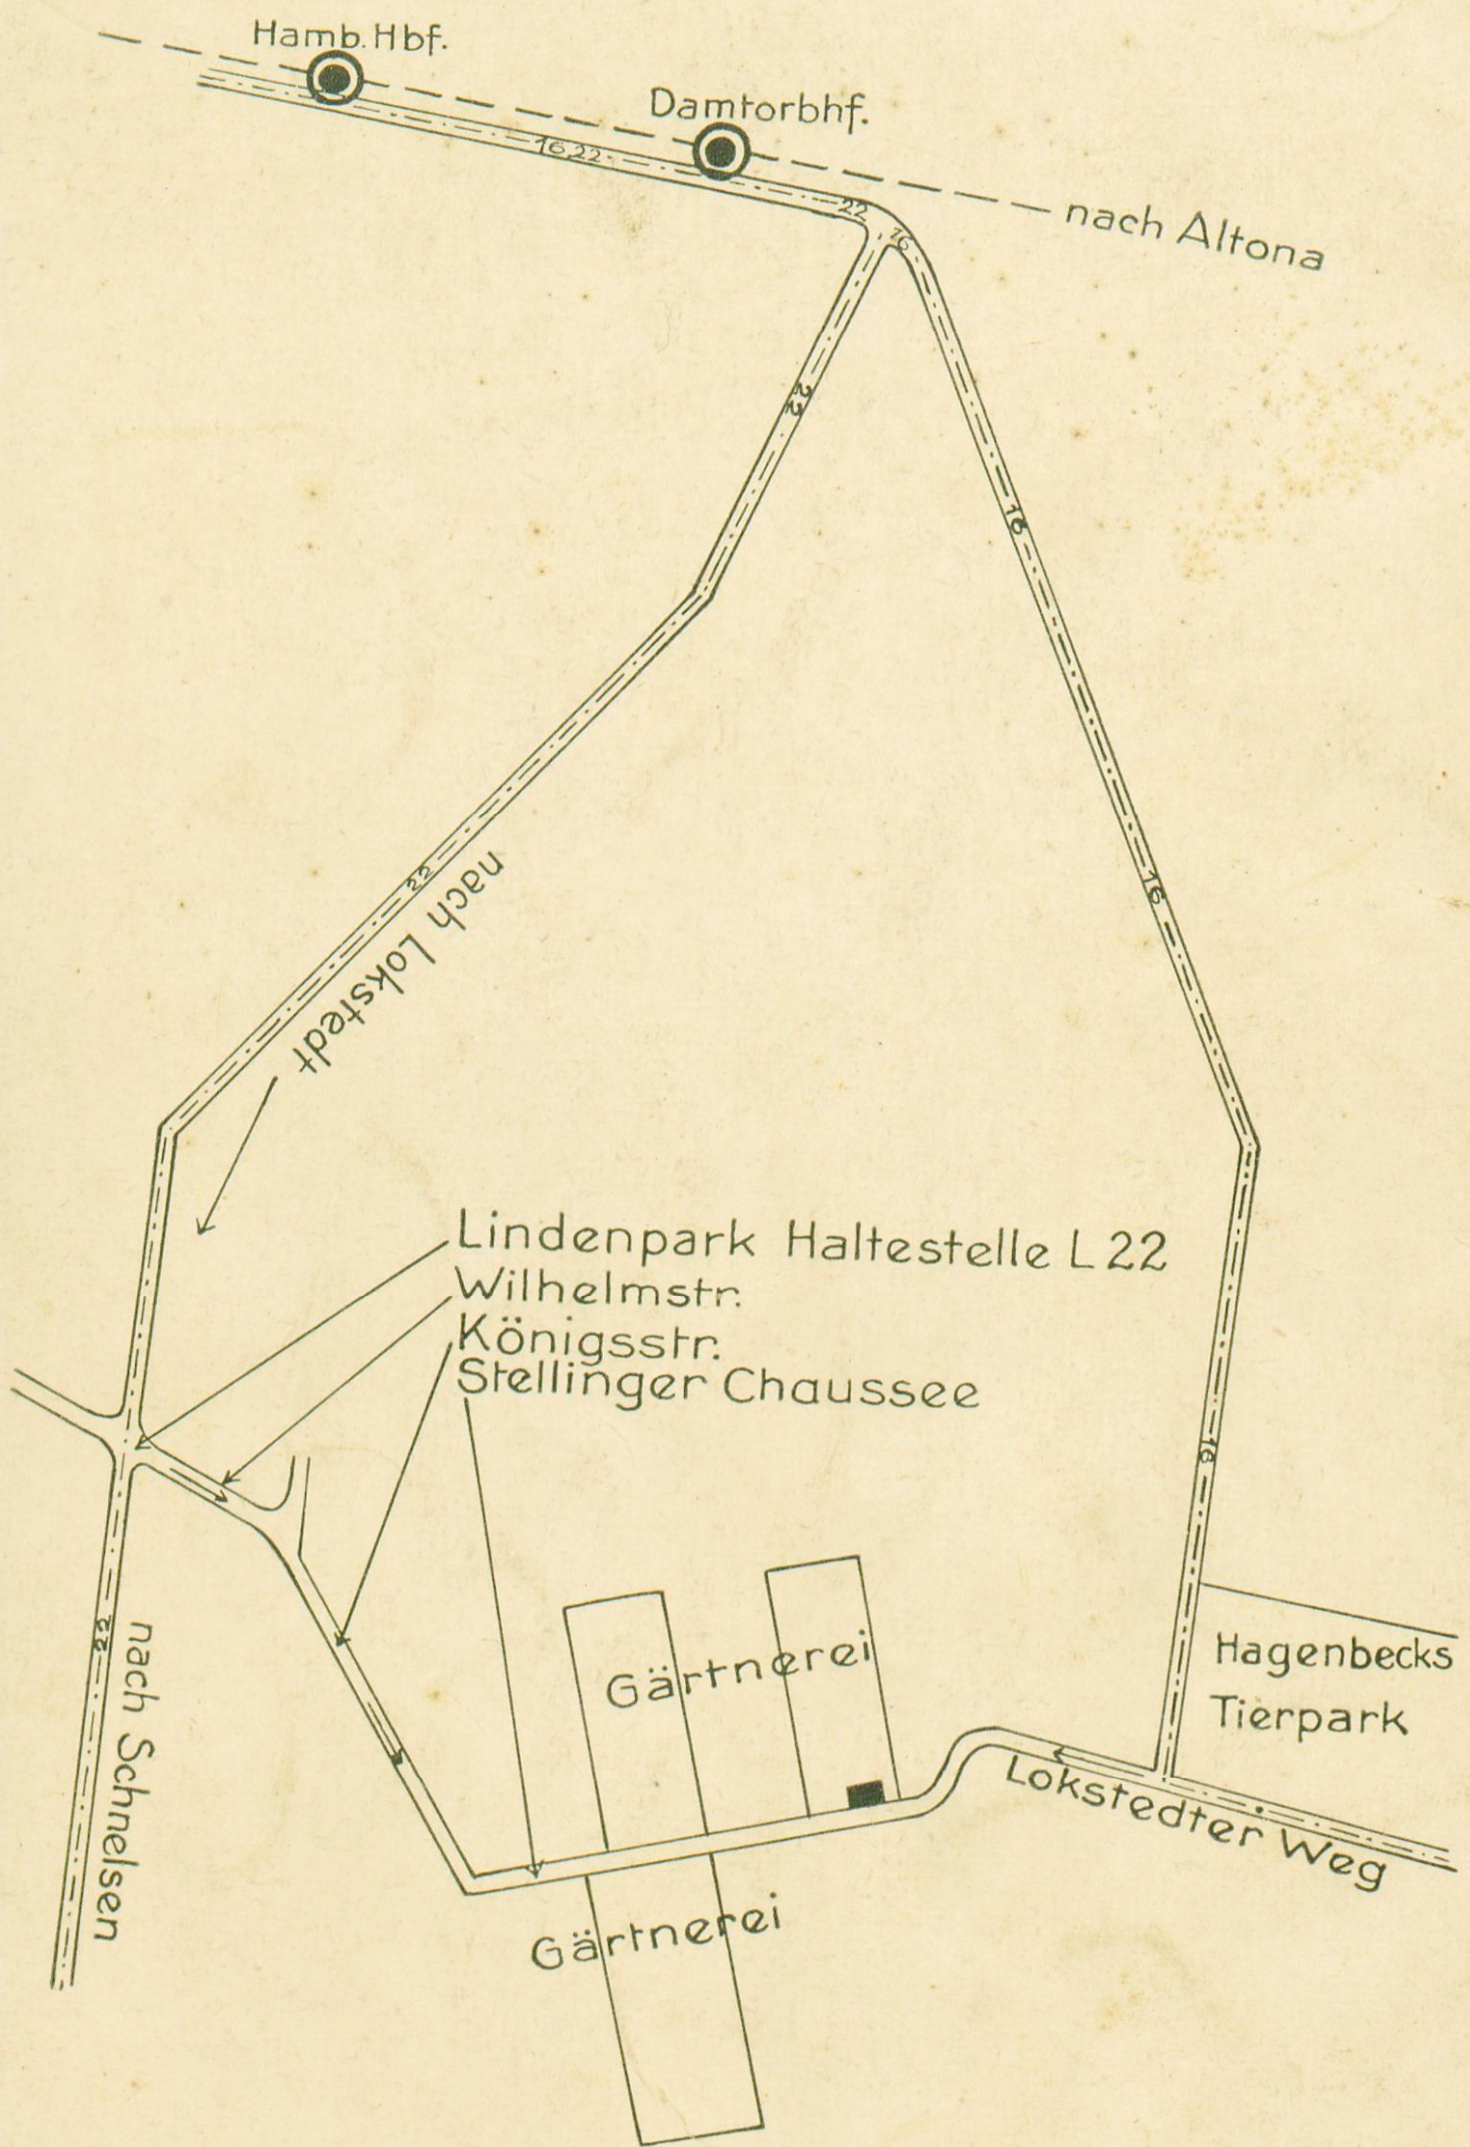 Hamb. Hbf.
Damtorbhf.
16.22
nach Altona
22
16
22
16
22
16
nach Lokstedt
Lindenpark Haltestelle L 22
Wilhelmstr.
Königsstr.
Stellinger Chaussee
16
22
nach Schnelsen
Gärtnerei
Hagenbecks
Tierpark
Lokstedter Weg
Gärtnerei